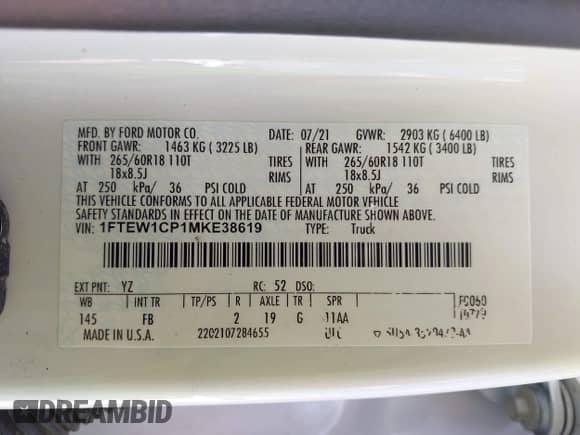 MFD. BY FORD MOTOR CO. DATE: 07/21 GVWR: 2903 KG ( 6400 LB)
FRONT GAWR: 1463 KG ( 3225 LB) REAR GAWR: 1542 KG ( 3400 LB)
WITH 265/60R18 110T TIRES WITH 265/60R18 110T TIRES
18x8.5J RIMS 18x8.5J RIMS
AT 250 kPa/ 36 PSI COLD AT 250 kPa/ 36 PSI COLD
THIS VEHICLE CONFORMS TO ALL APPLICABLE FEDERAL MOTOR VEHICLE
SAFETY STANDARDS IN EFFECT ON THE DATE OF MANUFACTURE SHOWN ABOVE.
VIN: 1FTEW1CP1MKE38619 TYPE: Truck
EXT PNT: YZ RC: 52 DSO:
WB INT TR TP/PS R AXLE TR SPR
145 FB 2 19 G 11AA
MADE IN U.S.A. 2202107284655
DREAMBID